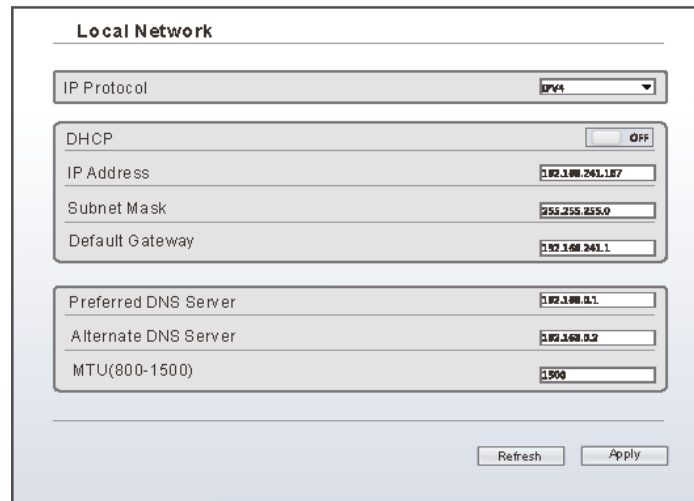 Local Network
IP Protocol IPV4
DHCP OFF
IP Address 192.168.241.167
Subnet Mask 255.255.255.0
Default Gateway 192.168.241.1
Preferred DNS Server 192.168.0.1
Alternate DNS Server 192.168.0.2
MTU(800-1500) 1500
Refresh Apply